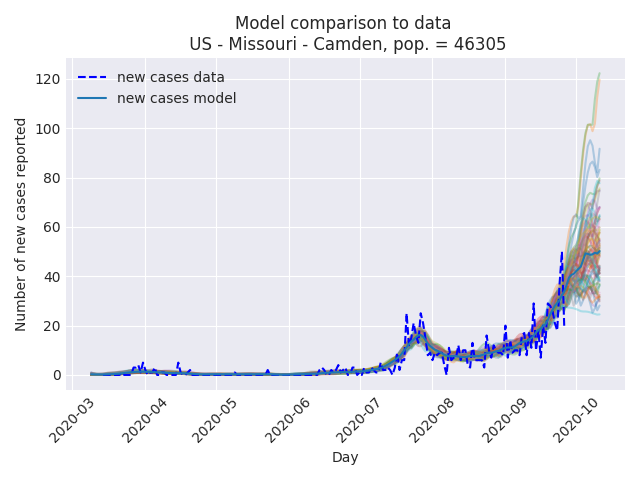 Model comparison to data
US - Missouri - Camden, pop. = 46305
new cases data
new cases model
Number of new cases reported
120
100
80
60
40
20
0
2020-03
2020-04
2020-05
2020-06
2020-07
2020-08
2020-09
2020-10
Day